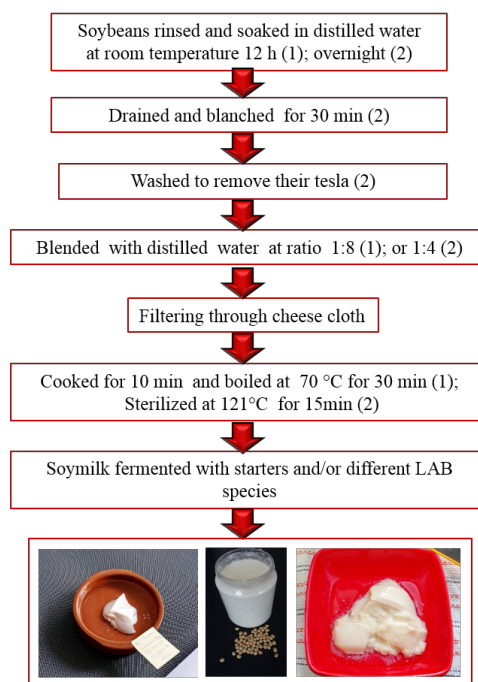 Soybeans rinsed and soaked in distilled water
at room temperature 12 h (1); overnight (2)
Drained and blanched for 30 min (2)
Washed to remove their tesla (2)
Blended with distilled water at ratio 1:8 (1); or 1:4 (2)
Filtering through cheese cloth
Cooked for 10 min and boiled at 70 °C for 30 min (1);
Sterilized at 121°C for 15min (2)
Soymilk fermented with starters and/or different LAB
species